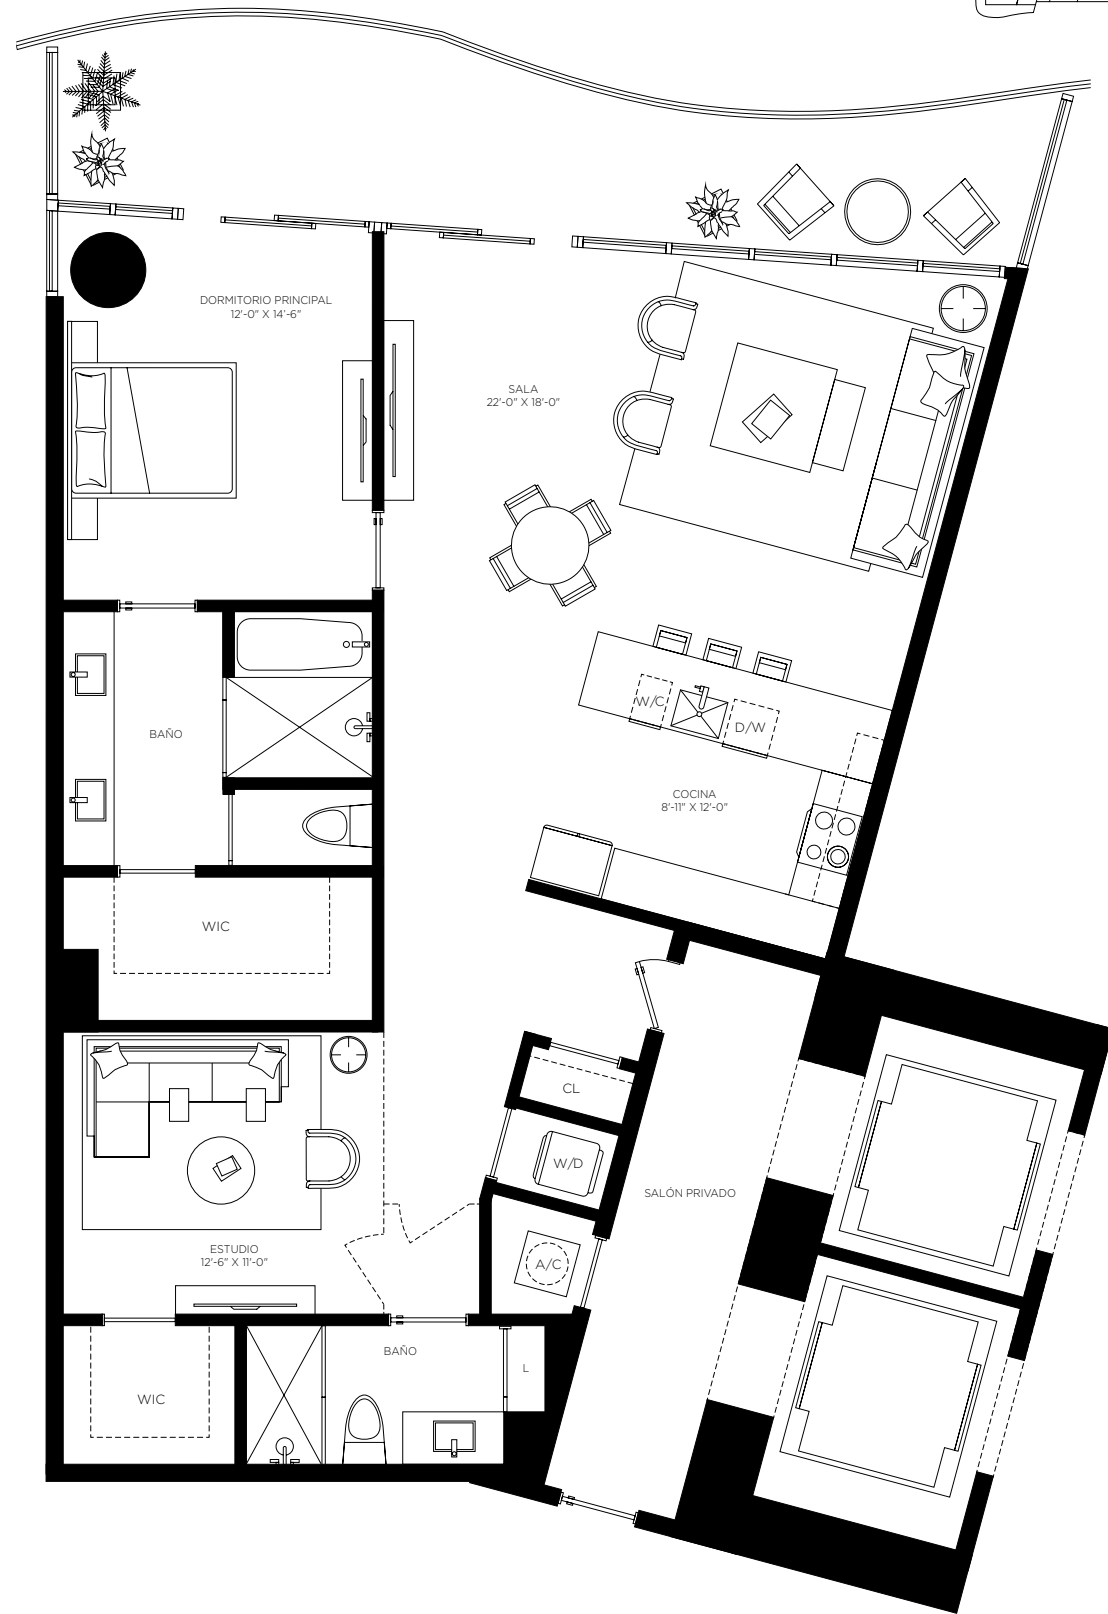 DORMITORIO PRINCIPAL
12'-0" X 14'-6"
SALA
22'-0" X 18'-0"
W/C
D/W
BAÑO
COCINA
8'-11" X 12'-0"
WIC
CL
W/D
SALÓN PRIVADO
ESTUDIO
12'-6" X 11'-0"
A/C
BAÑO
L
WIC